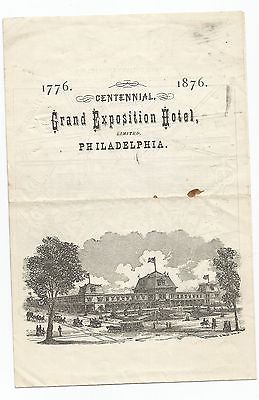 1776. 1876.
CENTENNIAL.
Grand Exposition Hotel,
LIMITED,
PHILADELPHIA.